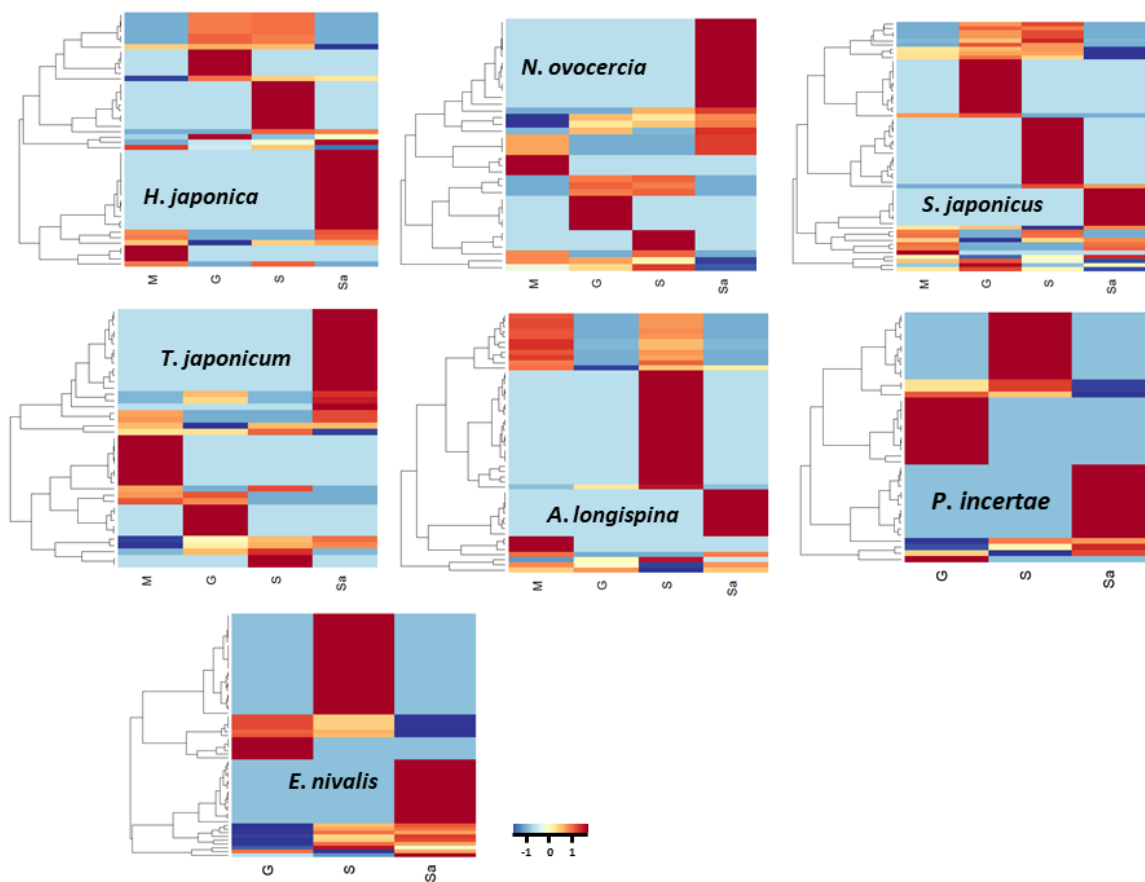 H. japonica
M G S Sa
N. ovocercia
M G S Sa
S. japonicus
M G S Sa
T. japonicum
M G S Sa
A. longispina
M G S Sa
P. incertae
G S Sa
E. nivalis
G S Sa
-1 0 1